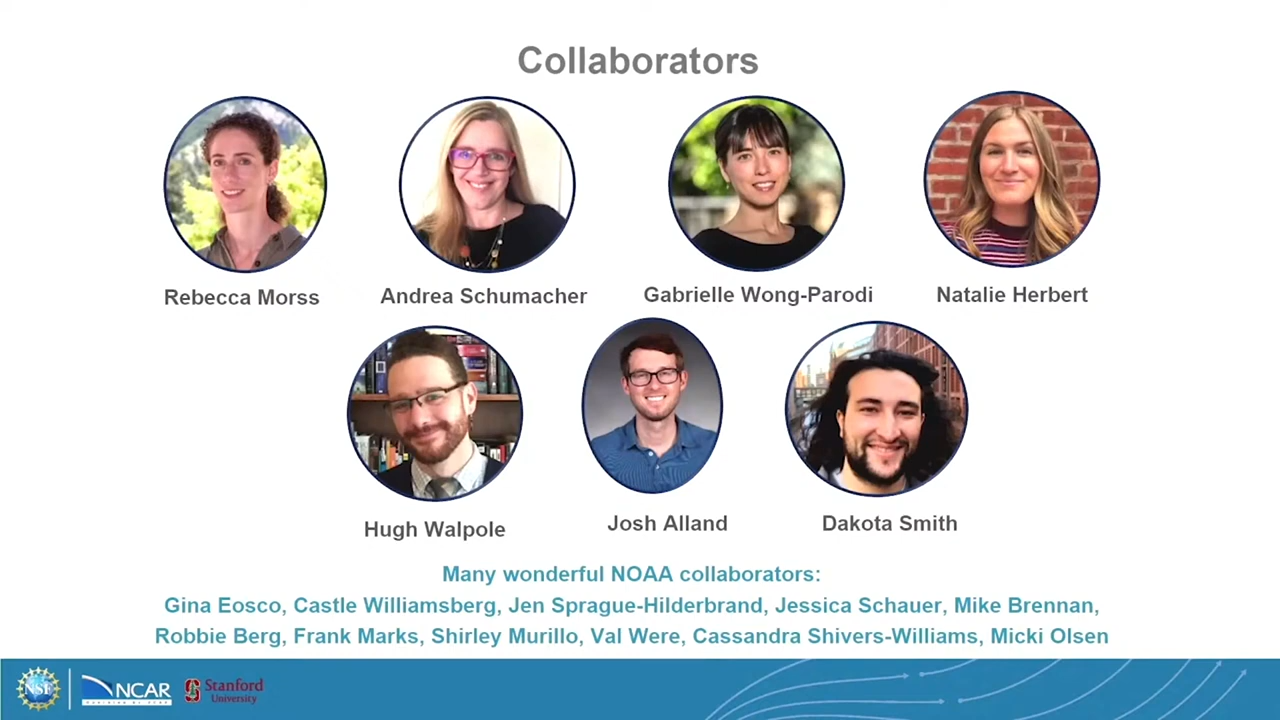 Collaborators
Rebecca Morss
Andrea Schumacher
Gabrielle Wong-Parodi
Natalie Herbert
Hugh Walpole
Josh Alland
Dakota Smith
Many wonderful NOAA collaborators:
Gina Eosco, Castle Williamsberg, Jen Sprague-Hilderbrand, Jessica Schauer, Mike Brennan,
Robbie Berg, Frank Marks, Shirley Murillo, Val Were, Cassandra Shivers-Williams, Micki Olsen
NSF
NCAR
Stanford
University